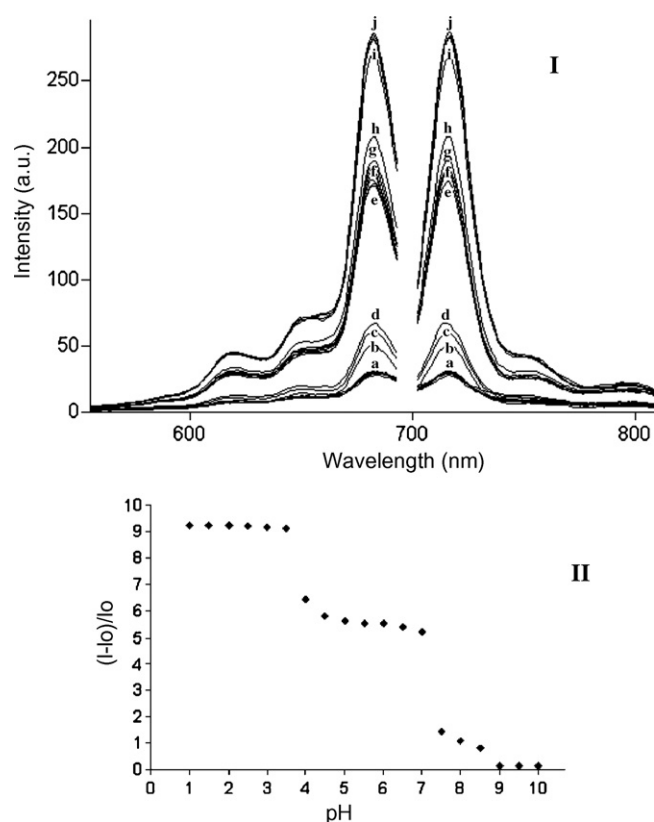 j j
i i
I
250
h h
200
g g
f f
e e
150
Intensity (a.u.)
100
d d
c c
50
b b
a a
0
600 700 800
Wavelength (nm)
10
9
8
7
6
5
4
3
2
1
0
II
(I-Io)/Io
0 1 2 3 4 5 6 7 8 9 10
pH